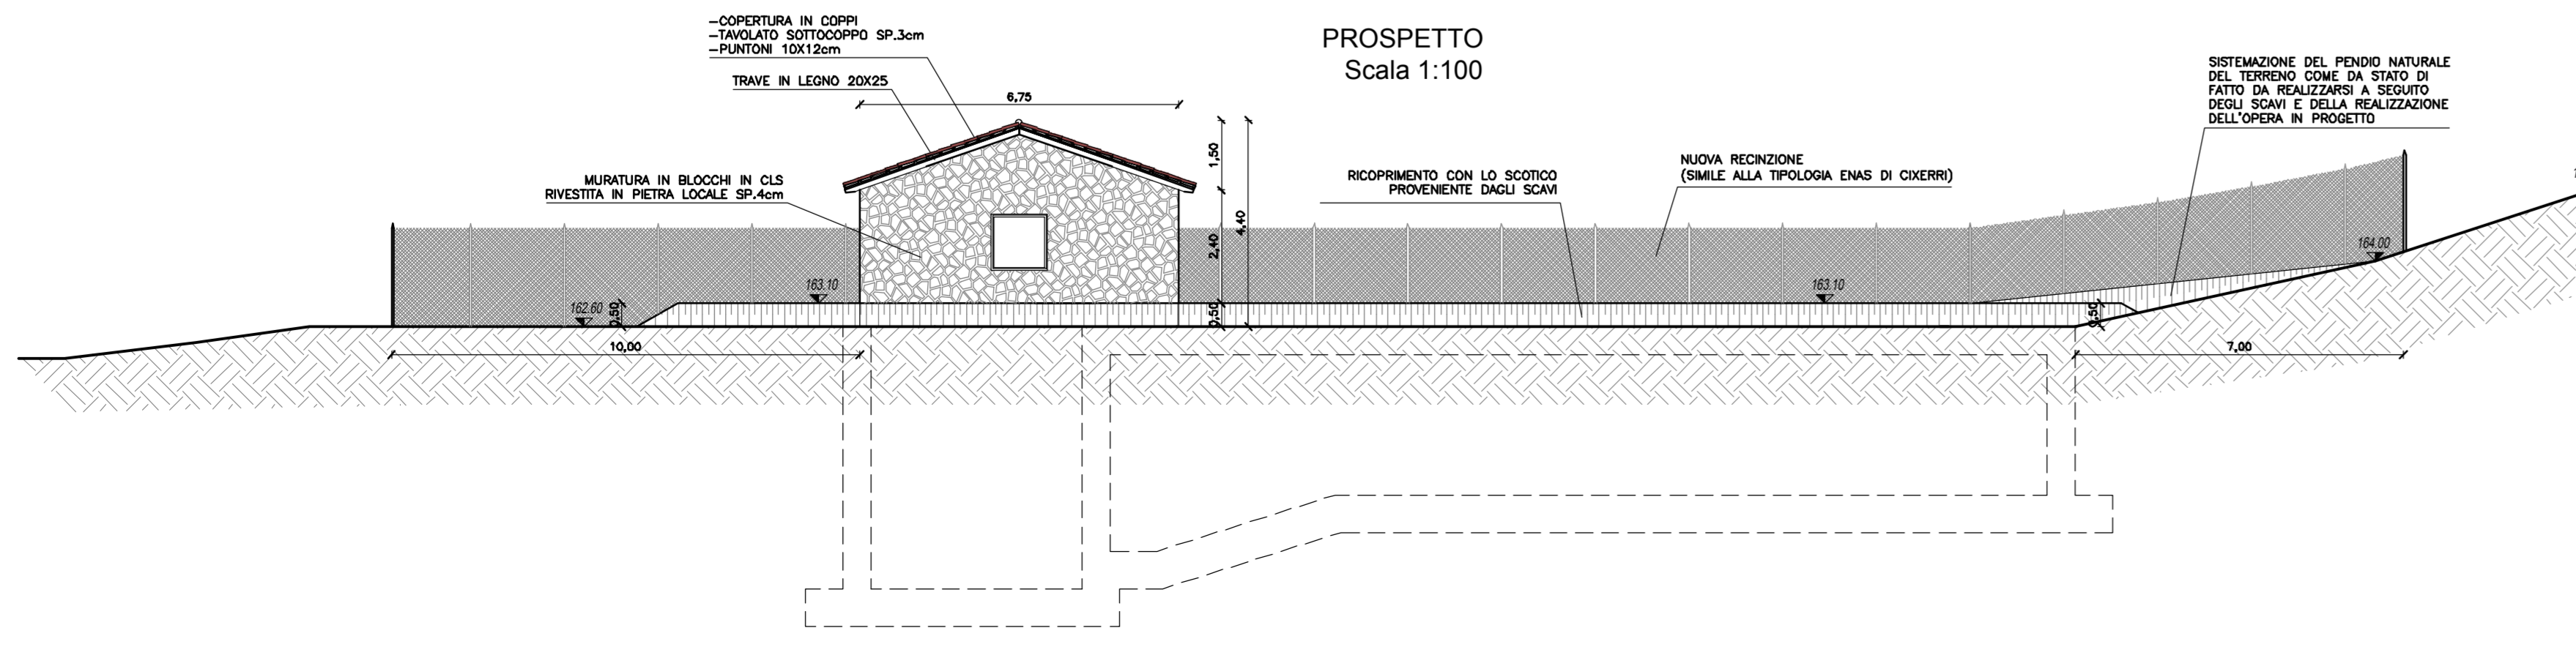 –COPERTURA IN COPPI
–TAVOLATO SOTTOCOPPO SP.3cm
–PUNTONI 10X12cm
TRAVE IN LEGNO 20X25
PROSPETTO
Scala 1:100
SISTEMAZIONE DEL PENDIO NATURALE
DEL TERRENO COME DA STATO DI
FATTO DA REALIZZARSI A SEGUITO
DEGLI SCAVI E DELLA REALIZZAZIONE
DELL'OPERA IN PROGETTO
6,75
MURATURA IN BLOCCHI IN CLS
RIVESTITA IN PIETRA LOCALE SP.4cm
1,50
2,40
4,40
0,50
RICOPRIMENTO CON LO SCOTICO
PROVENIENTE DAGLI SCAVI
NUOVA RECINZIONE
(SIMILE ALLA TIPOLOGIA ENAS DI CIXERRI)
164.00
163.10
163.10
162.60
0,50
0,50
10,00
7,00